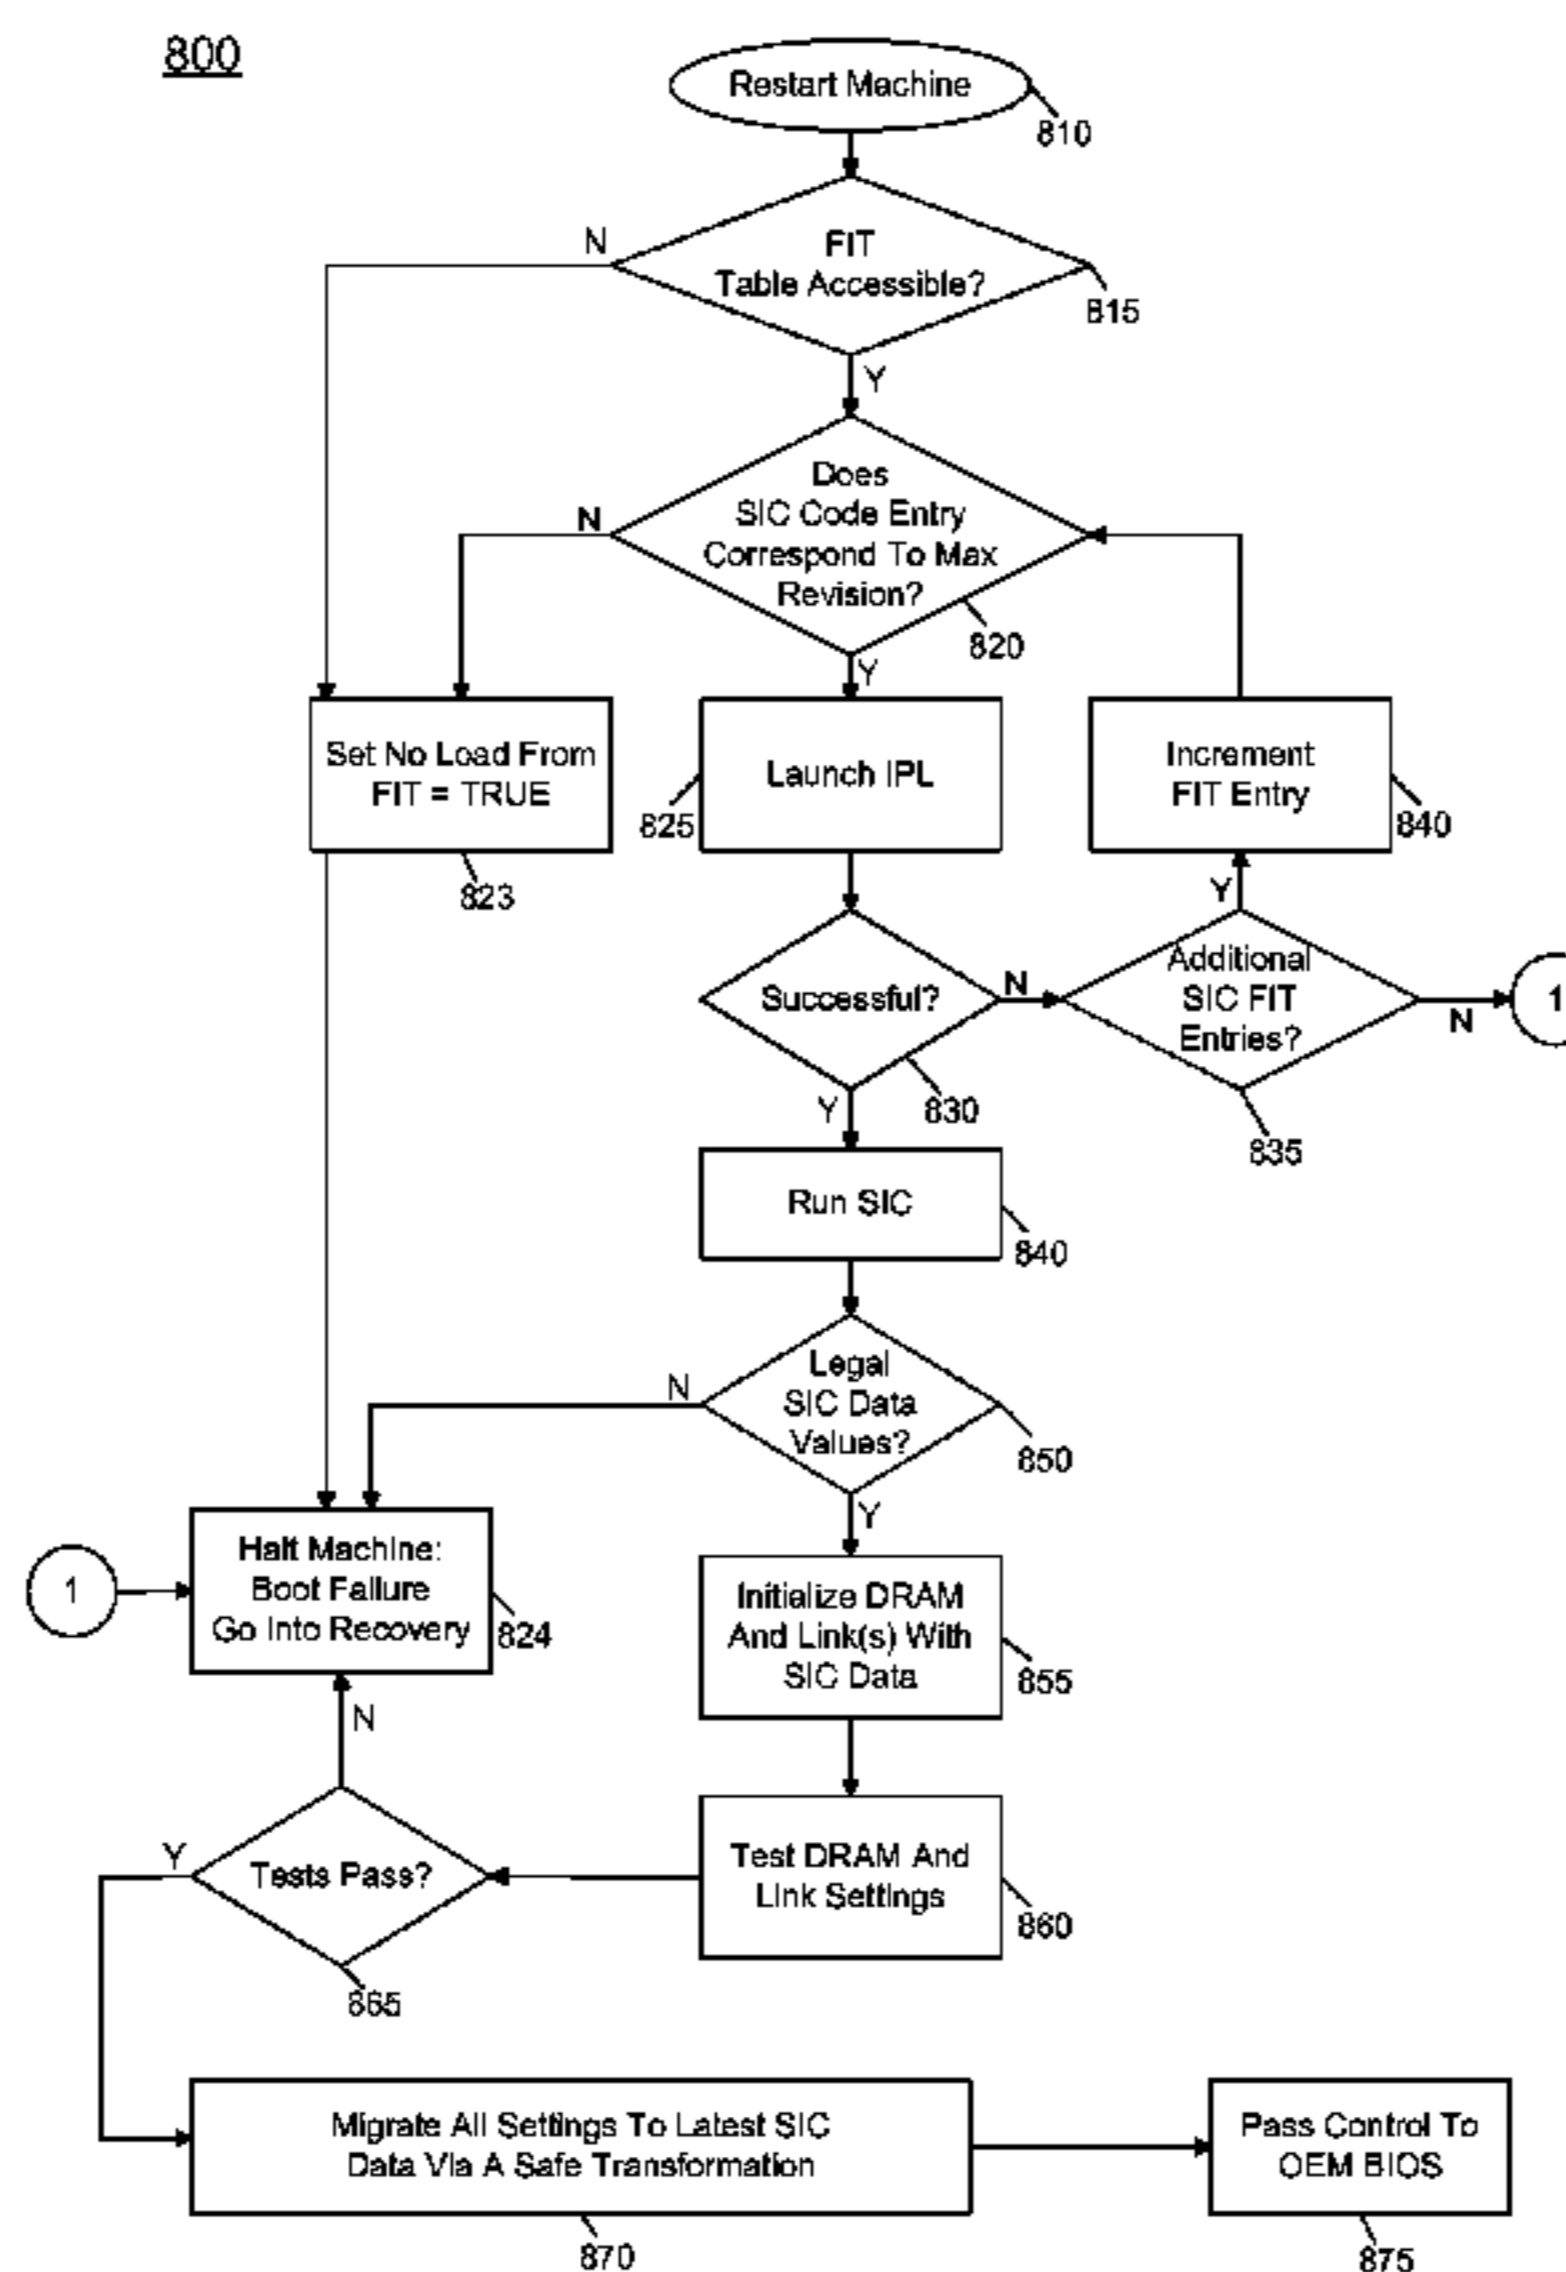 800
Restart Machine
810
N
FIT
Table Accessible?
815
Y
Does
SIC Code Entry
Correspond To Max
Revision?
N
820
Y
Set No Load From
FIT = TRUE
823
Launch IPL
825
Increment
FIT Entry
840
Y
Successful?
N
830
Y
Additional
SIC FIT
Entries?
835
N
1
Run SIC
840
N
Legal
SIC Data
Values?
850
Y
1
Halt Machine:
Boot Failure
Go Into Recovery
824
Initialize DRAM
And Link(s) With
SIC Data
855
N
Y
Tests Pass?
865
Test DRAM And
Link Settings
860
Migrate All Settings To Latest SIC
Data Via A Safe Transformation
870
Pass Control To
OEM BIOS
875